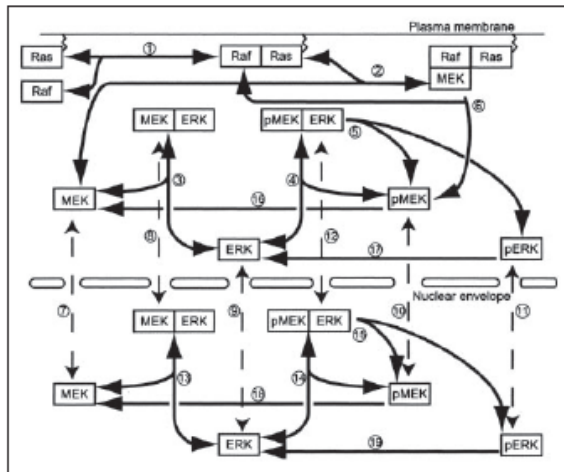 Plasma membrane
Ras ① Raf Ras Raf Ras
Raf ② MEK
⑥
MEK ERK pMEK ERK
⑤
③ ④
MEK ⑯ pMEK
⑧ ⑫
ERK ⑰ pERK
Nuclear envelope
⑦ ⑨ ⑩ ⑪
MEK ERK pMEK ERK
⑮
⑬ ⑭
MEK ⑱ pMEK
ERK ⑲ pERK